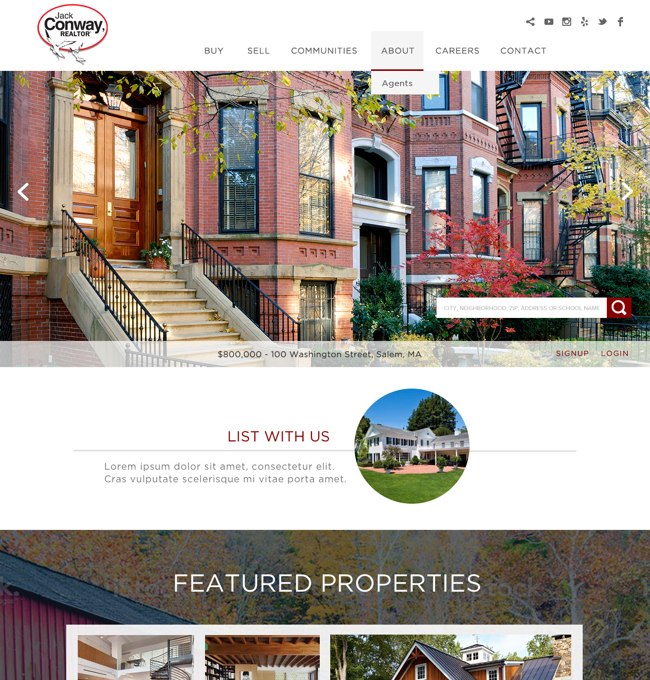 Jack
Conway,
REALTOR®
BUY SELL COMMUNITIES ABOUT CAREERS CONTACT
Agents
CITY, NEIGHBORHOOD, ZIP, ADDRESS OR SCHOOL NAME
$800,000 - 100 Washington Street, Salem, MA
SIGNUP LOGIN
LIST WITH US
Lorem ipsum dolor sit amet, consectetur elit.
Cras vulputate scelerisque mi vitae porta amet.
FEATURED PROPERTIES